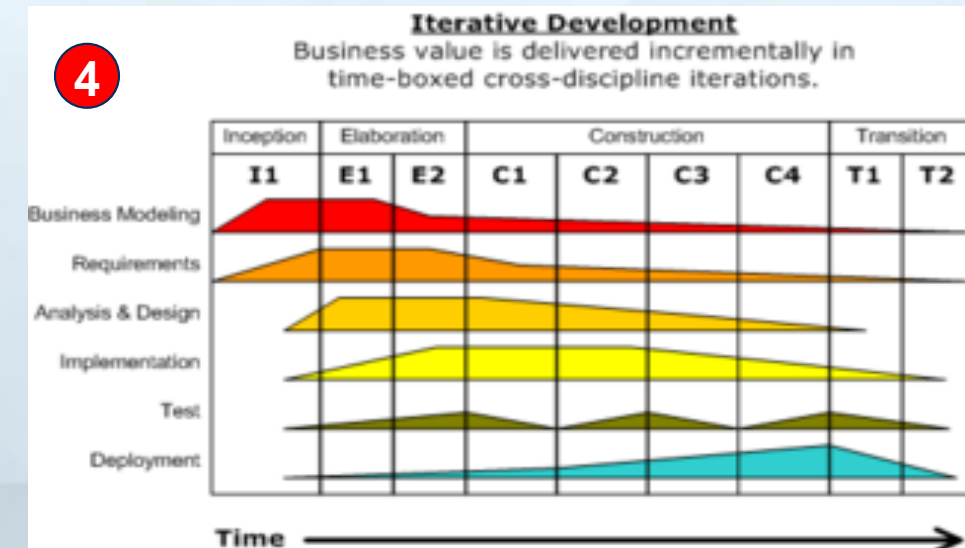 Iterative Development
Business value is delivered incrementally in
4
time-boxed cross-discipline iterations.
Inception Elaboration Construction Transition
I1 E1 E2 C1 C2 C3 C4 T1 T2
Business Modeling
Requirements
Analysis & Design
Implementation
Test
Deployment
Time